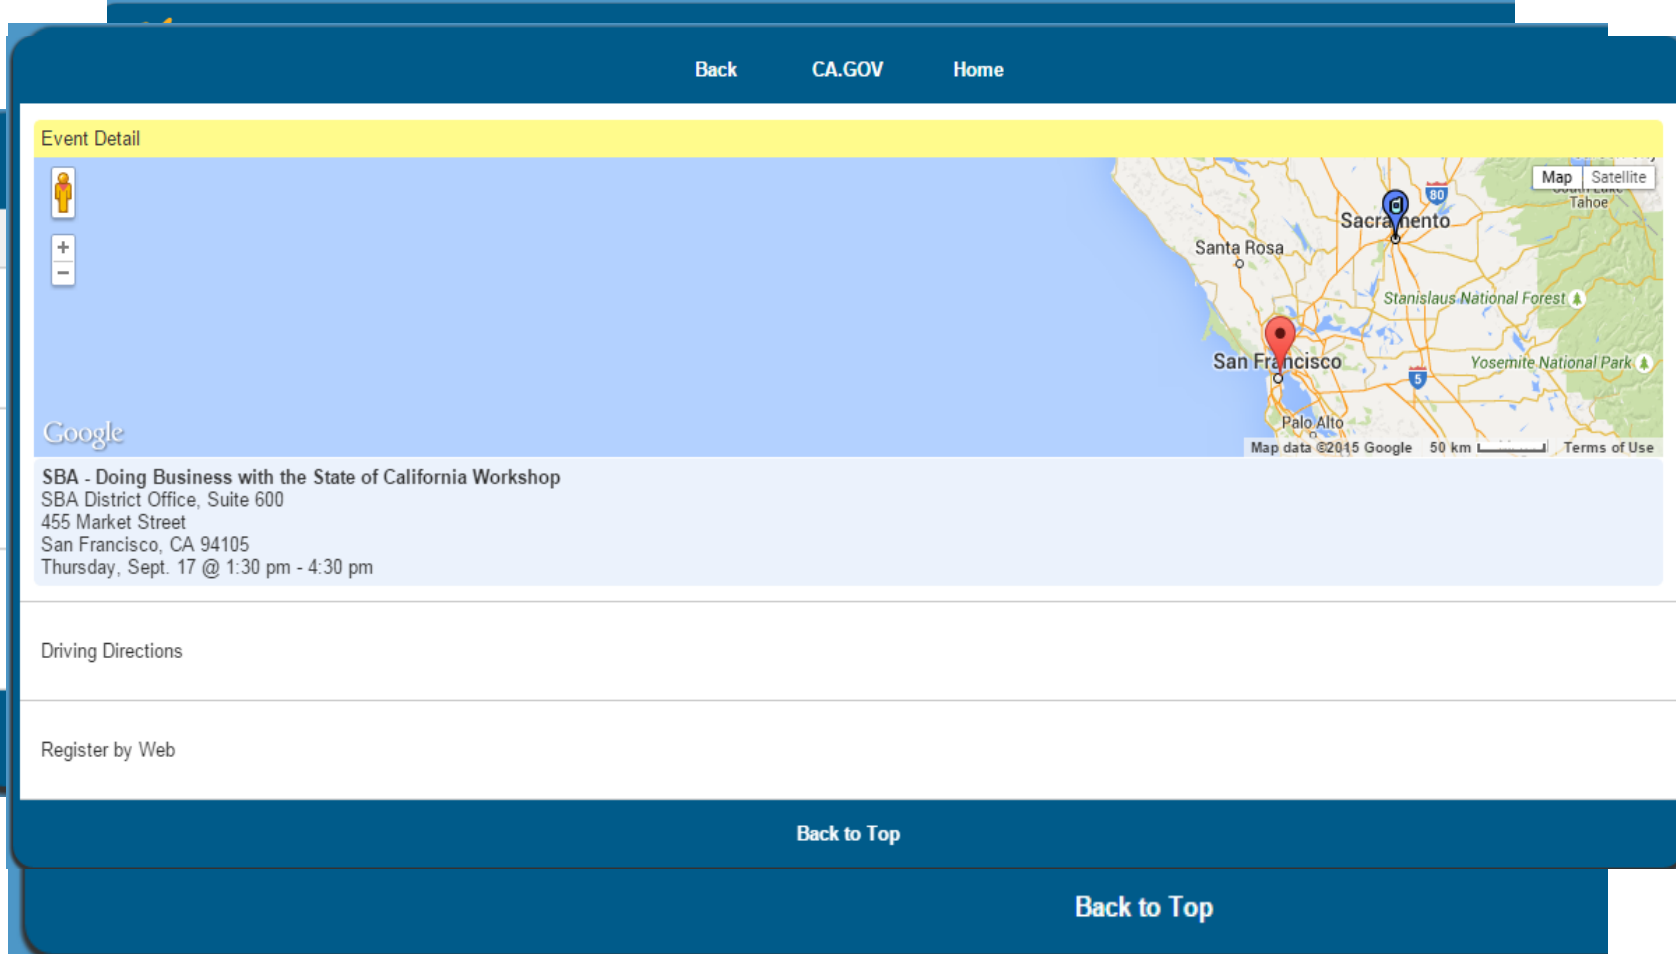 Back CA.GOV Home
Event Detail
Map Satellite
Tahoe
80
Sacramento
Santa Rosa
Stanislaus National Forest
San Francisco
Yosemite National Park
5
Palo Alto
Google
Map data ©2015 Google 50 km Terms of Use
SBA - Doing Business with the State of California Workshop
SBA District Office, Suite 600
455 Market Street
San Francisco, CA 94105
Thursday, Sept. 17 @ 1:30 pm - 4:30 pm
Driving Directions
Register by Web
Back to Top
Back to Top